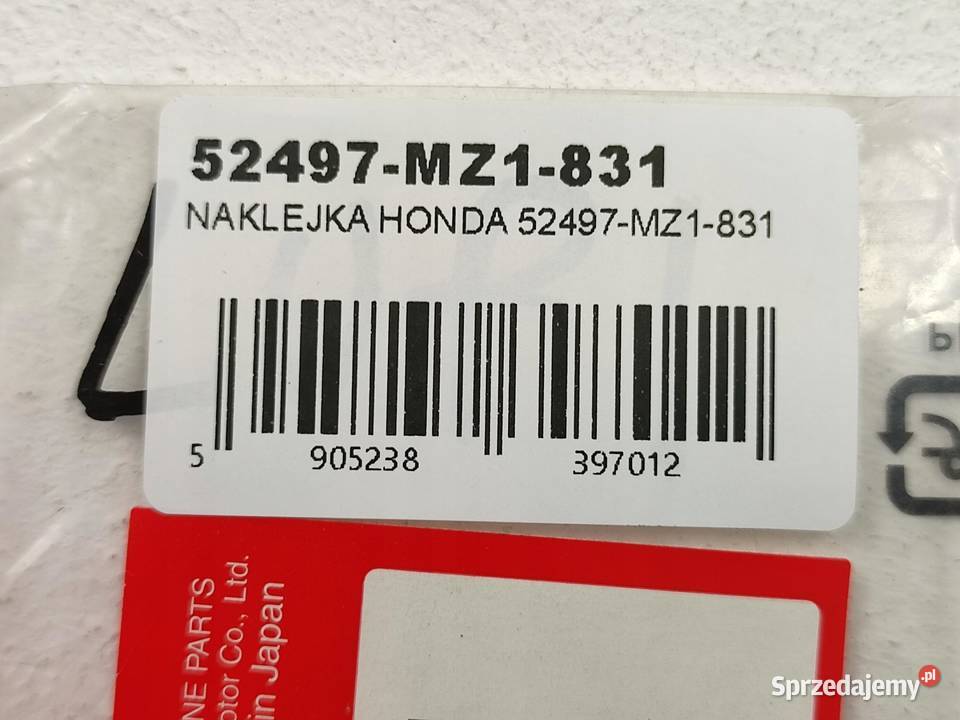 52497-MZ1-831
NAKLEJKA HONDA 52497-MZ1-831
5 905238 397012
NE PARTS
otor Co., Ltd.
in Japan
Sprzedajemy.pl